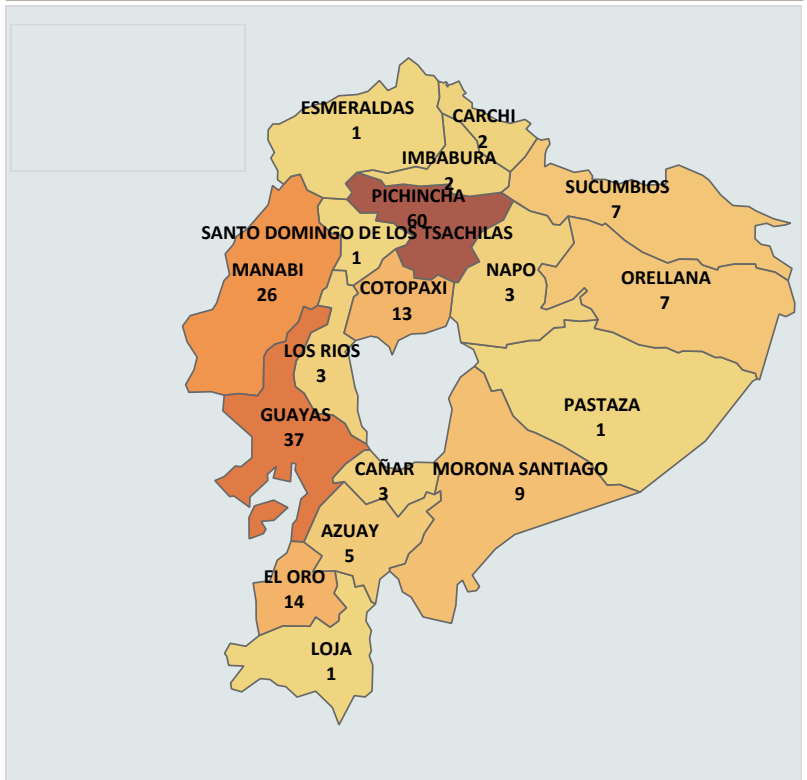 ESMERALDAS
1
CARCHI
2
IMBABURA
2
SUCUMBIOS
7
PICHINCHA
60
SANTO DOMINGO DE LOS TSACHILAS
1
MANABI
26
COTOPAXI
13
NAPO
3
ORELLANA
7
LOS RIOS
3
PASTAZA
1
GUAYAS
37
CAÑAR
3
MORONA SANTIAGO
9
AZUAY
5
EL ORO
14
LOJA
1